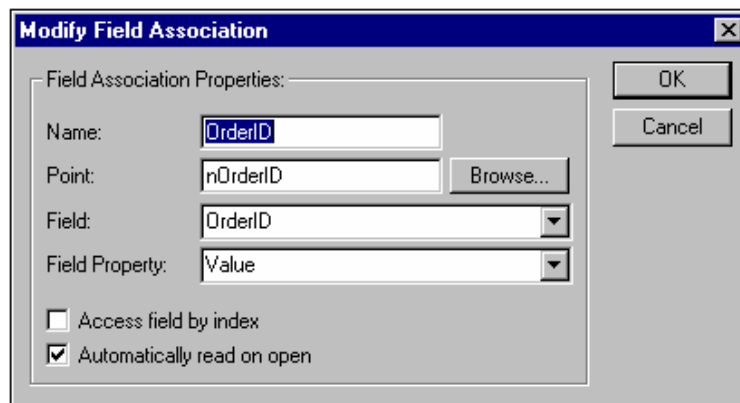 Modify Field Association
Field Association Properties:
Name: OrderID
Point: nOrderID Browse...
Field: OrderID
Field Property: Value
Access field by index
Automatically read on open
OK
Cancel